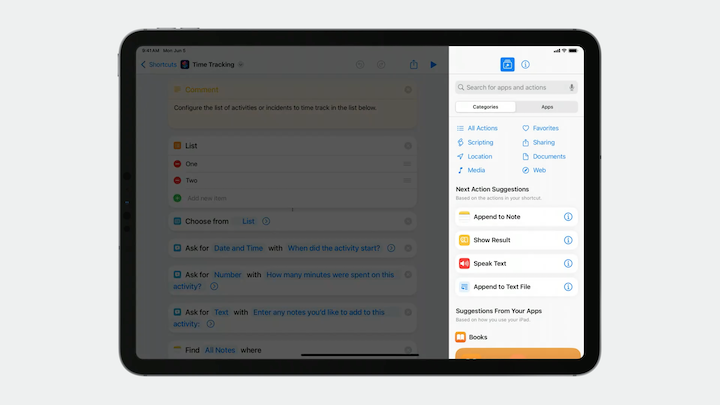 9:41 AM Mon Jun 5
Shortcuts
Time Tracking
Comment
Configure the list of activities or incidents to time track in the list below.
List
One
Two
Add new item
Choose from List
Ask for Date and Time with When did the activity start?
Ask for Number with How many minutes were spent on this
activity?
Ask for Text with Enter any notes you'd like to add to this
activity:
Find All Notes where
Search for apps and actions
Categories
Apps
All Actions
Favorites
Scripting
Sharing
Location
Documents
Media
Web
Next Action Suggestions
Based on the actions in your shortcut.
Append to Note
Show Result
Speak Text
Append to Text File
Suggestions From Your Apps
Based on how you use your iPad.
Books